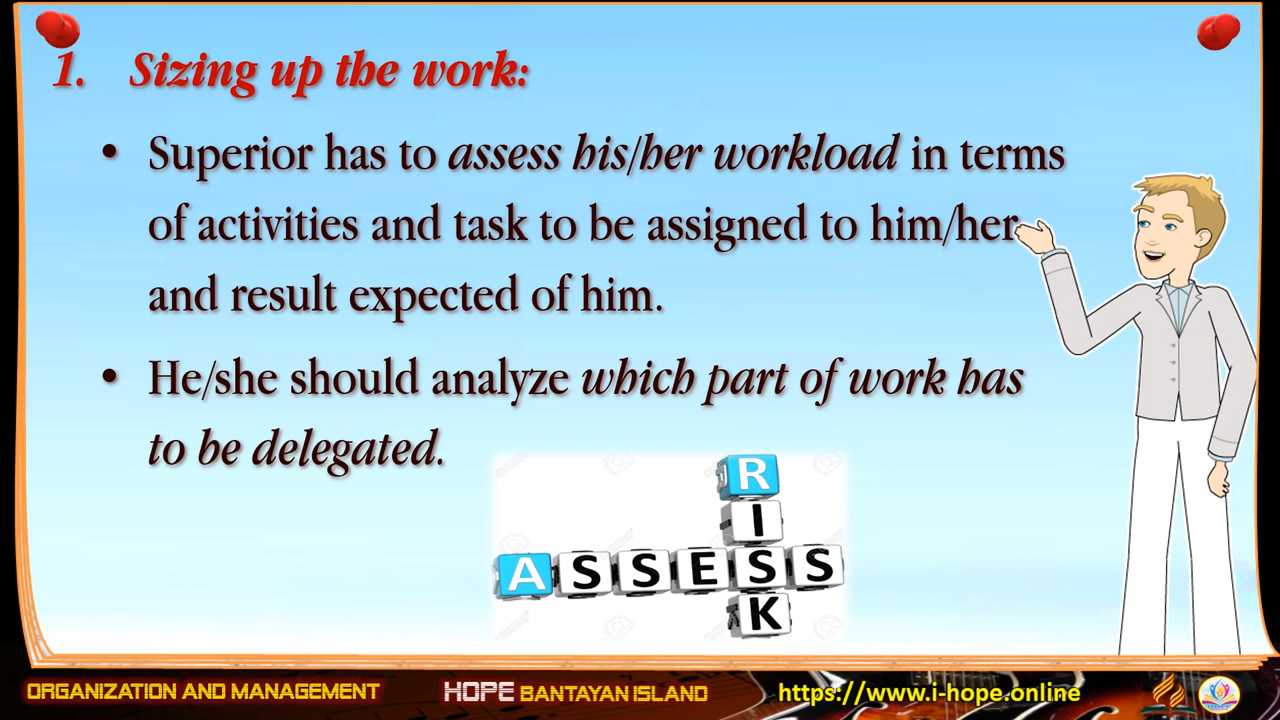 1. Sizing up the work:
• Superior has to assess his/her workload in terms
of activities and task to be assigned to him/her
and result expected of him.
• He/she should analyze which part of work has
to be delegated.
RISK
ASSESS
ORGANIZATION AND MANAGEMENT
HOPE BANTAYAN ISLAND
https://www.i-hope.online